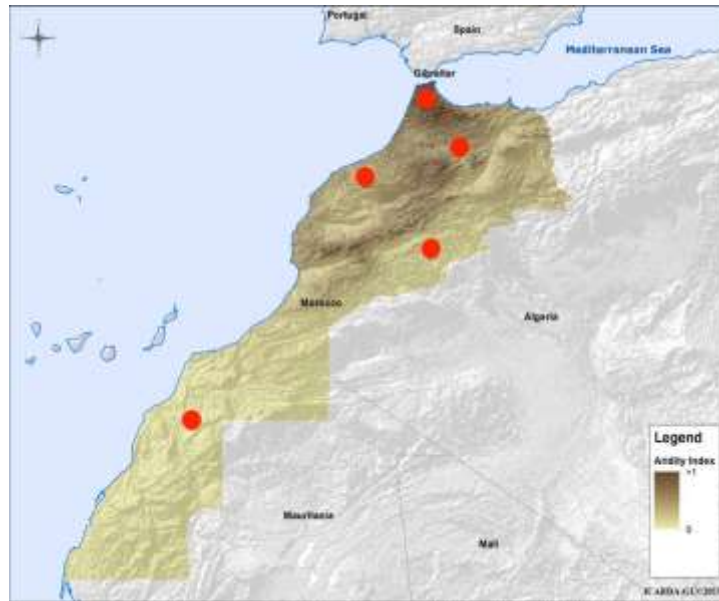 Portugal
Spain
Mediterranean Sea
Gibraltar
Morocco
Algeria
Legend
Aridity Index
>1
0
Mauritania
Mali